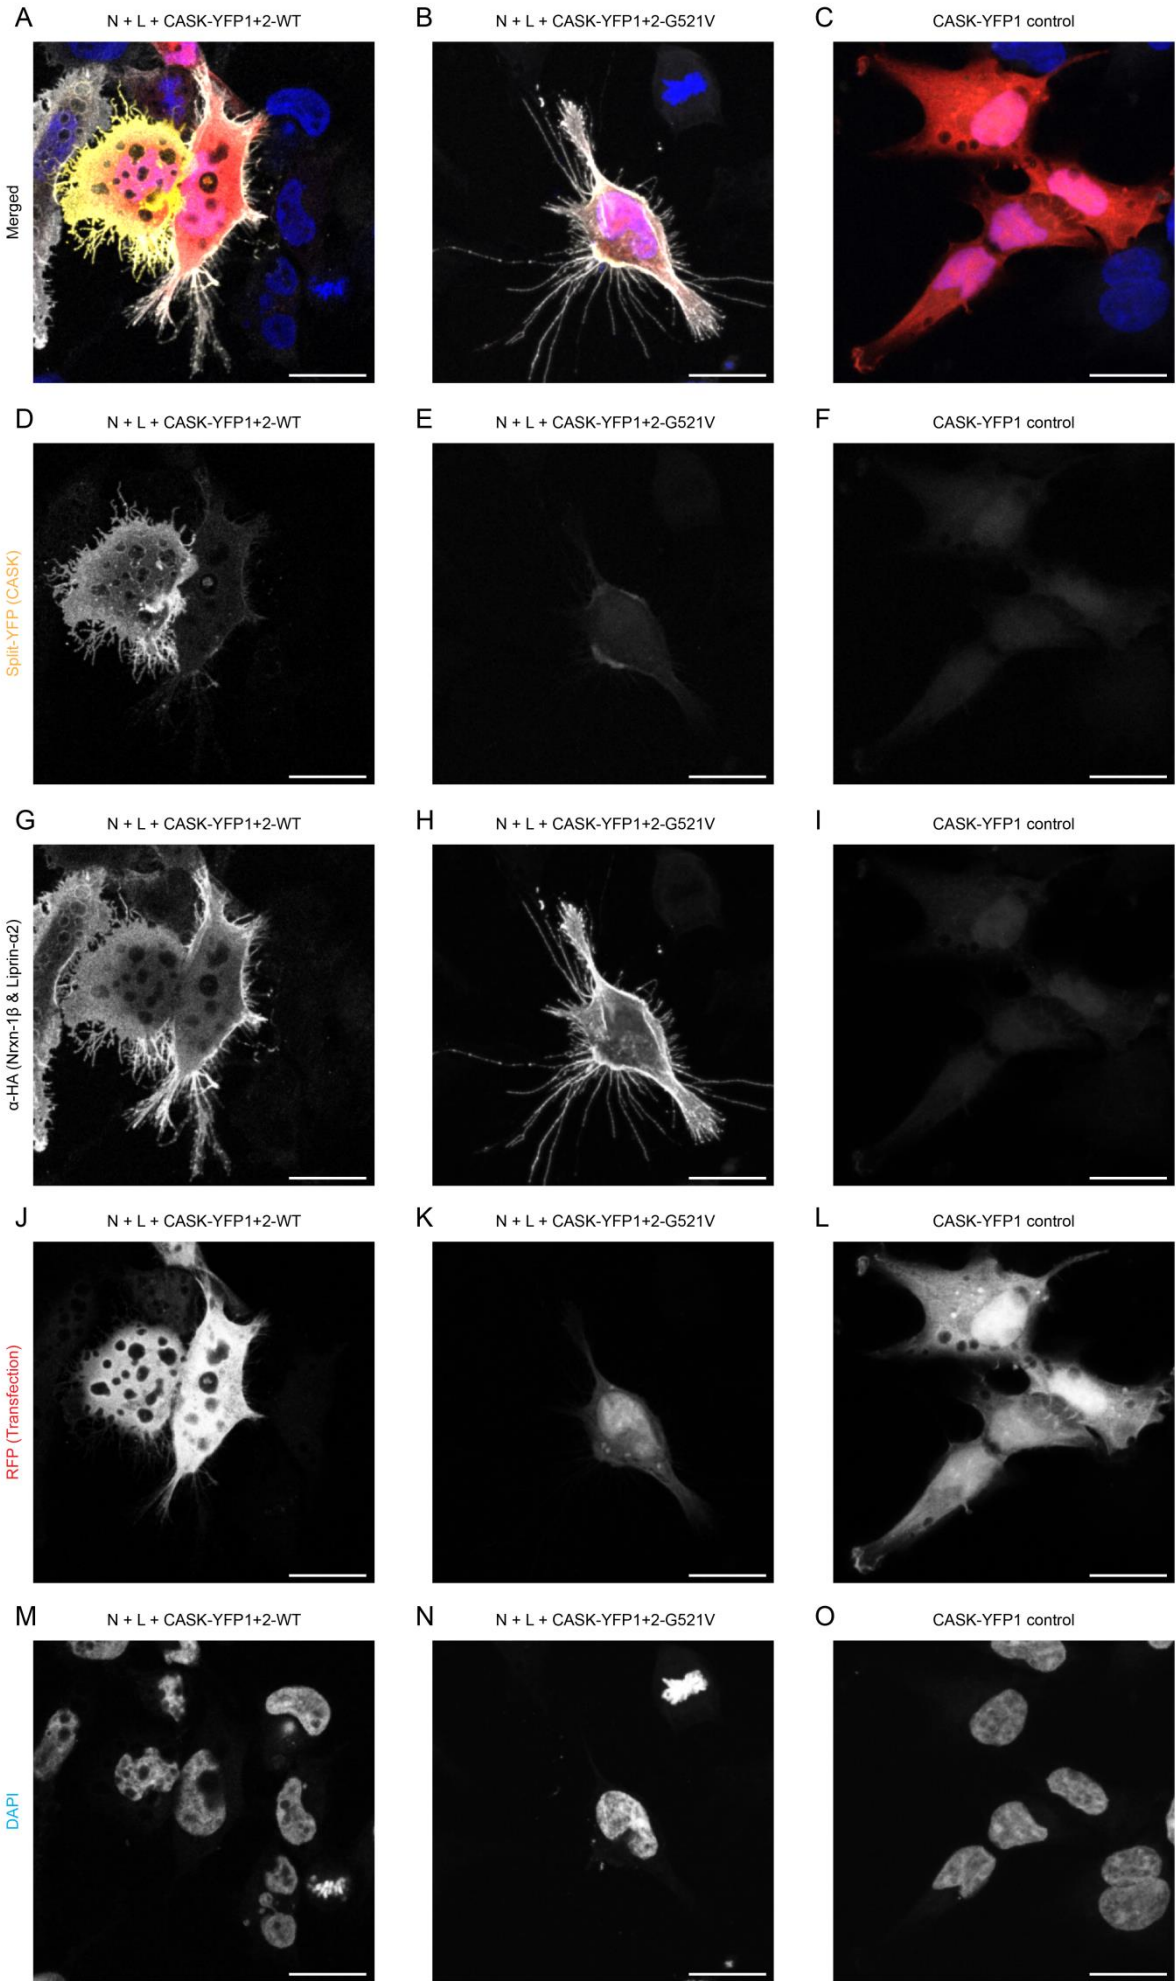 A N + L + CASK-YFP1+2-WT B N + L + CASK-YFP1+2-G521V C CASK-YFP1 control
Merged
D N + L + CASK-YFP1+2-WT E N + L + CASK-YFP1+2-G521V F CASK-YFP1 control
Split-YFP (CASK)
G N + L + CASK-YFP1+2-WT H N + L + CASK-YFP1+2-G521V I CASK-YFP1 control
α-HA (Nrxn-1β & Liprin-α2)
J N + L + CASK-YFP1+2-WT K N + L + CASK-YFP1+2-G521V L CASK-YFP1 control
RFP (Transfection)
M N + L + CASK-YFP1+2-WT N N + L + CASK-YFP1+2-G521V O CASK-YFP1 control
DAPI